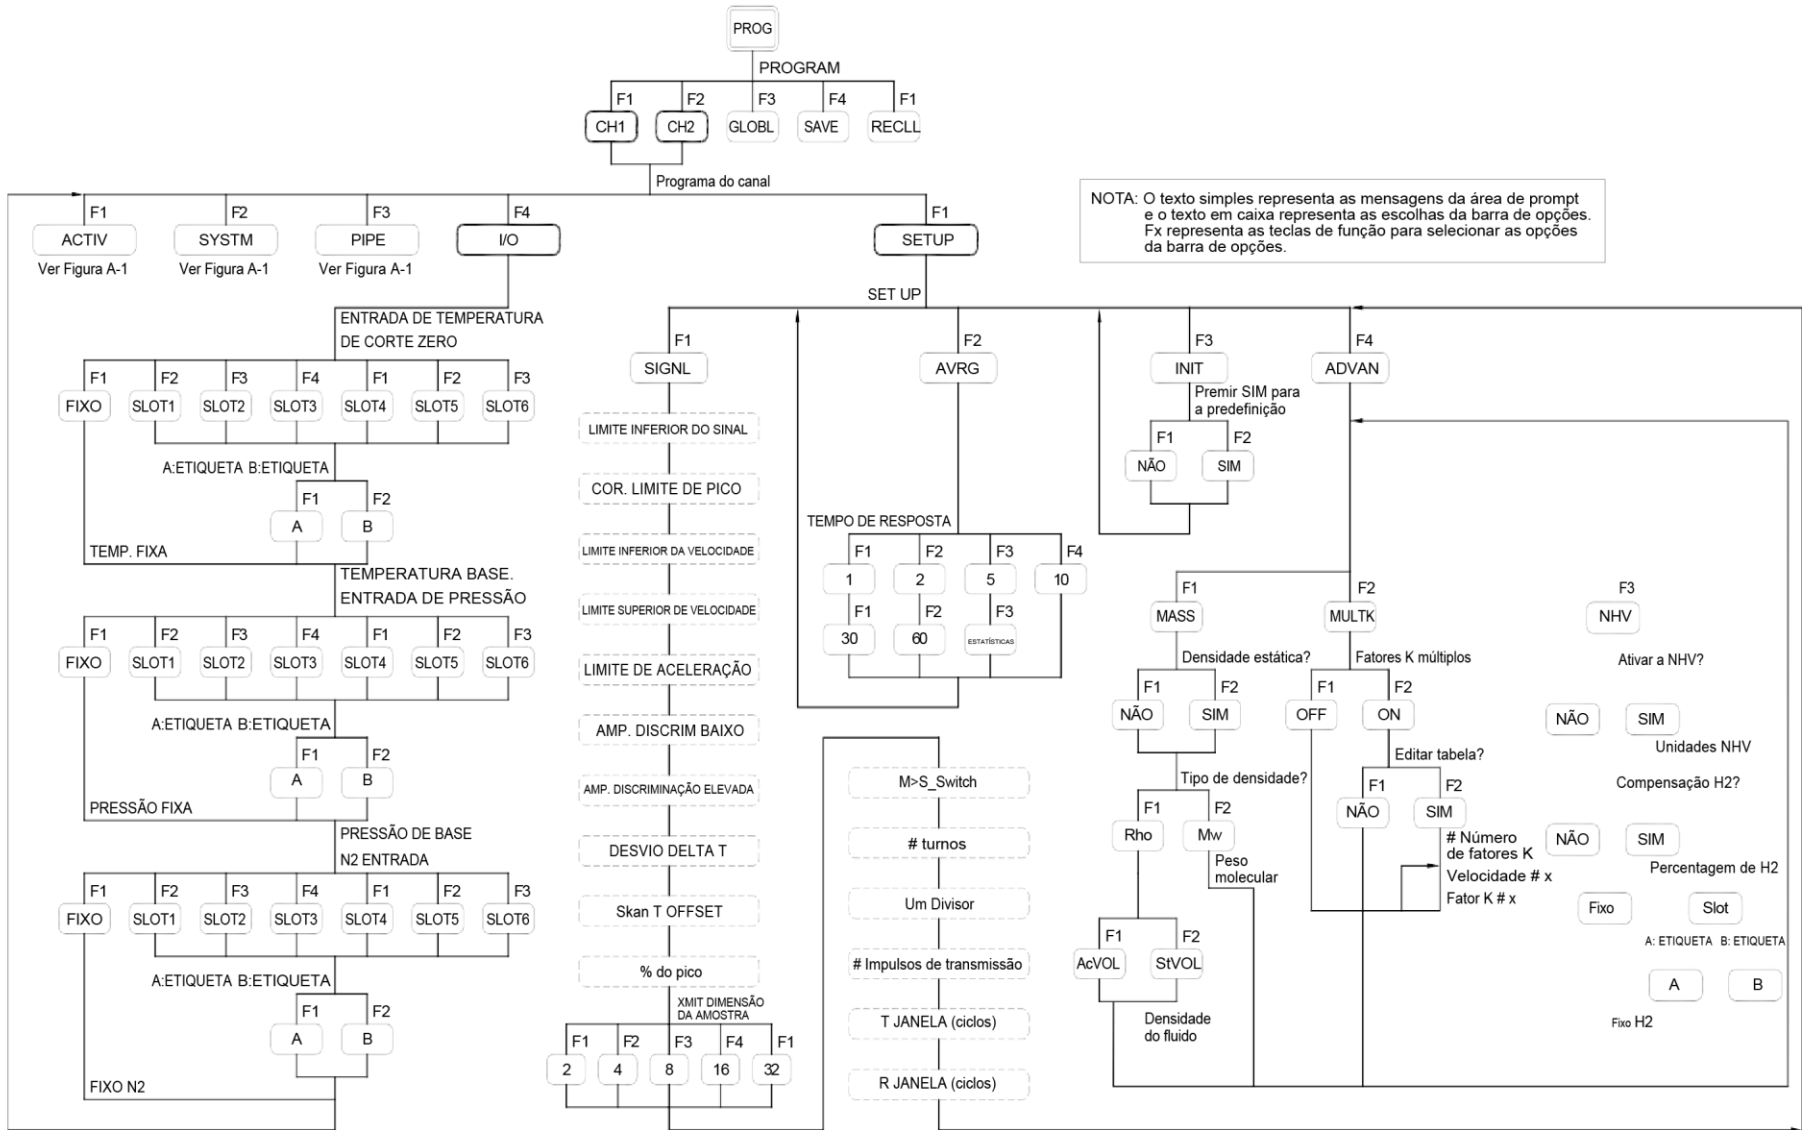 PROG
PROGRAM
F1 F2 F3 F4 F1
CH1 CH2 GLOBL SAVE RECLL
Programa do canal
NOTA: O texto simples representa as mensagens da área de prompt
e o texto em caixa representa as escolhas da barra de opções.
Fx representa as teclas de função para selecionar as opções
da barra de opções.
F1 F2 F3 F4 F1
ACTIV SYSTM PIPE I/O SETUP
Ver Figura A-1 Ver Figura A-1 Ver Figura A-1
ENTRADA DE TEMPERATURA
DE CORTE ZERO
F1 F2 F3 F4 F1 F2 F3
FIXO SLOT1 SLOT2 SLOT3 SLOT4 SLOT5 SLOT6
A:ETIQUETA B:ETIQUETA
F1 F2
A B
TEMP. FIXA
TEMPERATURA BASE.
ENTRADA DE PRESSÃO
F1 F2 F3 F4 F1 F2 F3
FIXO SLOT1 SLOT2 SLOT3 SLOT4 SLOT5 SLOT6
A:ETIQUETA B:ETIQUETA
F1 F2
A B
PRESSÃO FIXA
PRESSÃO DE BASE
N2 ENTRADA
F1 F2 F3 F4 F1 F2 F3
FIXO SLOT1 SLOT2 SLOT3 SLOT4 SLOT5 SLOT6
A:ETIQUETA B:ETIQUETA
F1 F2
A B
FIXO N2
SET UP
F1 F2 F3 F4
SIGNL AVRG INIT ADVAN
LIMITE INFERIOR DO SINAL
COR. LIMITE DE PICO
LIMITE INFERIOR DA VELOCIDADE
LIMITE SUPERIOR DE VELOCIDADE
LIMITE DE ACELERAÇÃO
AMP. DISCRIM BAIXO
AMP. DISCRIMINAÇÃO ELEVADA
DESVIO DELTA T
Skan T OFFSET
% do pico
XMIT DIMENSÃO
DA AMOSTRA
F1 F2 F3 F4 F1
2 4 8 16 32
M>S_Switch
# turnos
Um Divisor
# Impulsos de transmissão
T JANELA (ciclos)
R JANELA (ciclos)
TEMPO DE RESPOSTA
F1 F2 F3 F4
1 2 5 10
F1 F2 F3
30 60 ESTATÍSTICAS
Premir SIM para
a predefinição
F1 F2
NÃO SIM
F1 F2 F3
MASS MULTK NHV
Densidade estática?
F1 F2
NÃO SIM
Tipo de densidade?
F1 F2
Rho Mw
Peso
molecular
F1 F2
AcVOL StVOL
Densidade
do fluido
Fatores K múltiplos
F1 F2
OFF ON
Editar tabela?
F1 F2
NÃO SIM
# Número
de fatores K
Velocidade # x
Fator K # x
Ativar a NHV?
NÃO SIM
Unidades NHV
Compensação H2?
NÃO SIM
Percentagem de H2
Fixo Slot
A: ETIQUETA B: ETIQUETA
A B
Fixo H2